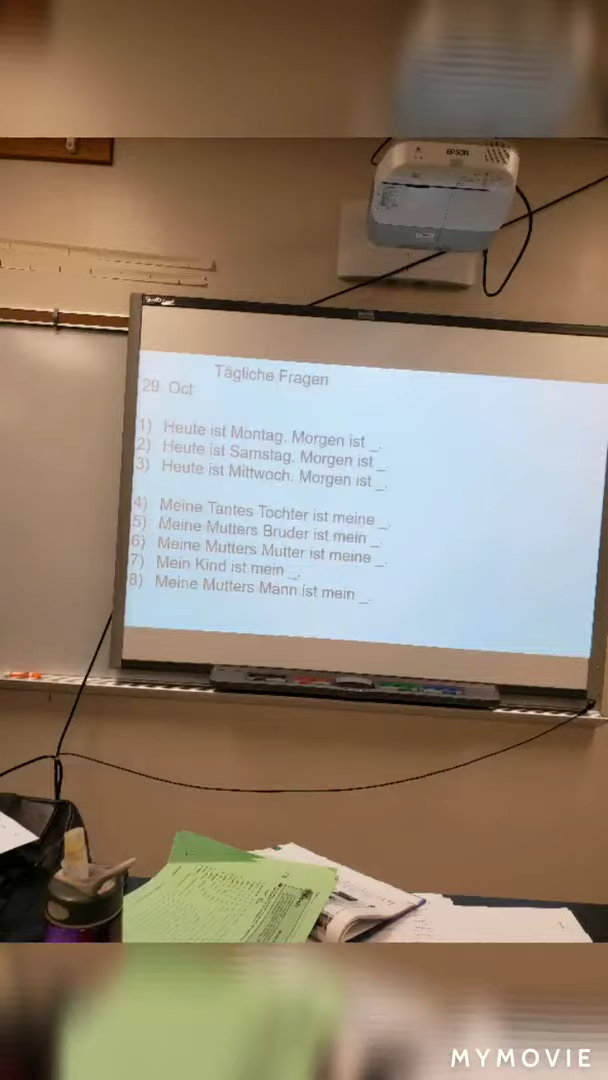 EPSON
Tägliche Fragen
29. Oct
1) Heute ist Montag. Morgen ist _.
2) Heute ist Samstag. Morgen ist _
3) Heute ist Mittwoch. Morgen ist _.
4) Meine Tantes Tochter ist meine _.
5) Meine Mutters Bruder ist mein _.
6) Meine Mutters Mutter ist meine _.
7) Mein Kind ist mein _.
8) Meine Mutters Mann ist mein _.
MYMOVIE